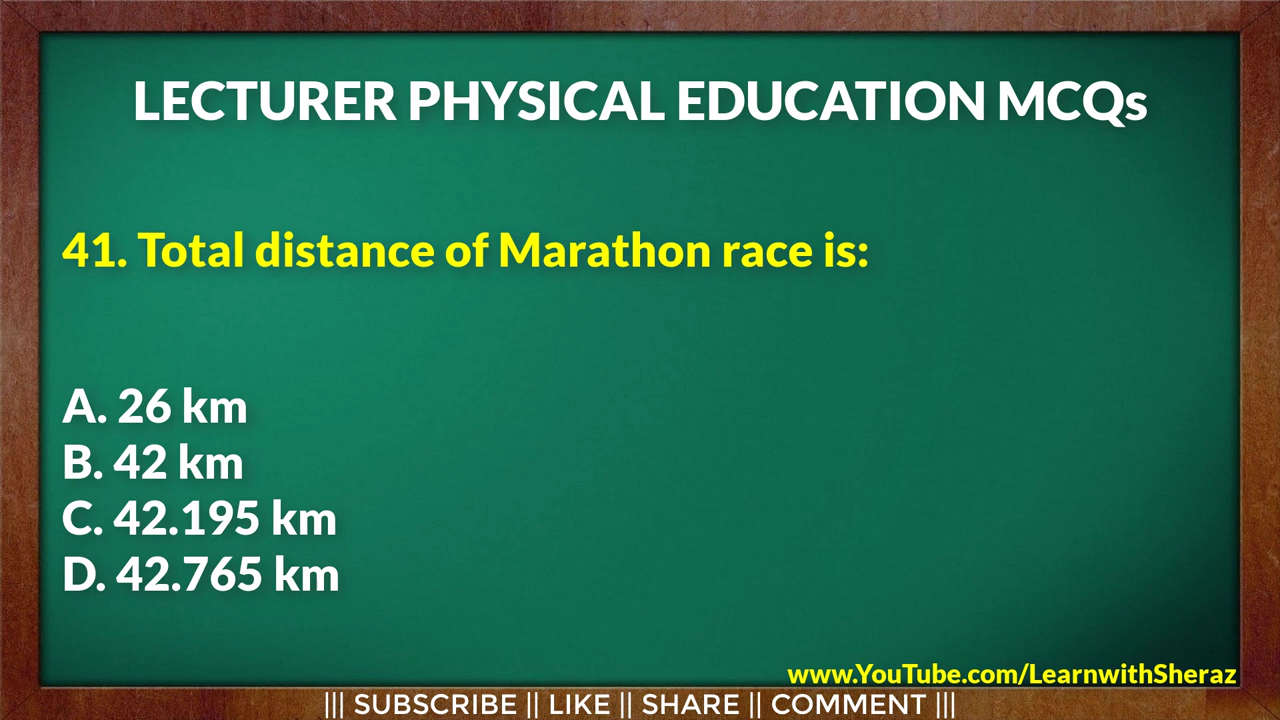 LECTURER PHYSICAL EDUCATION MCQs
41. Total distance of Marathon race is:
A. 26 km
B. 42 km
C. 42.195 km
D. 42.765 km
www.YouTube.com/LearnwithSheraz
||| SUBSCRIBE || LIKE || SHARE || COMMENT |||